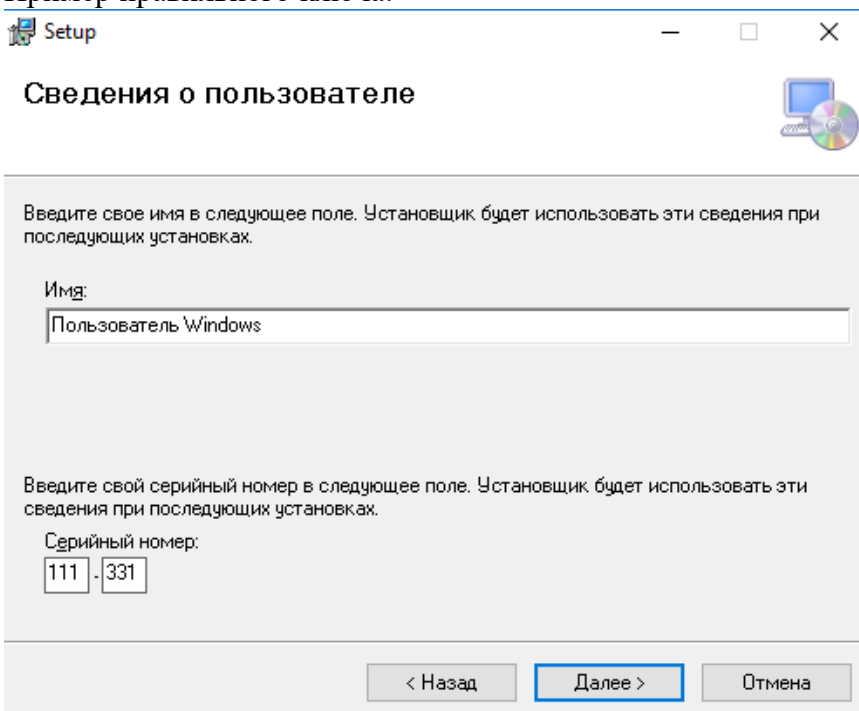 Setup
Сведения о пользователе
Введите свое имя в следующее поле. Установщик будет использовать эти сведения при
последующих установках.
Имя:
Пользователь Windows
Введите свой серийный номер в следующее поле. Установщик будет использовать эти
сведения при последующих установках.
Серийный номер:
111 - 331
< Назад Далее > Отмена